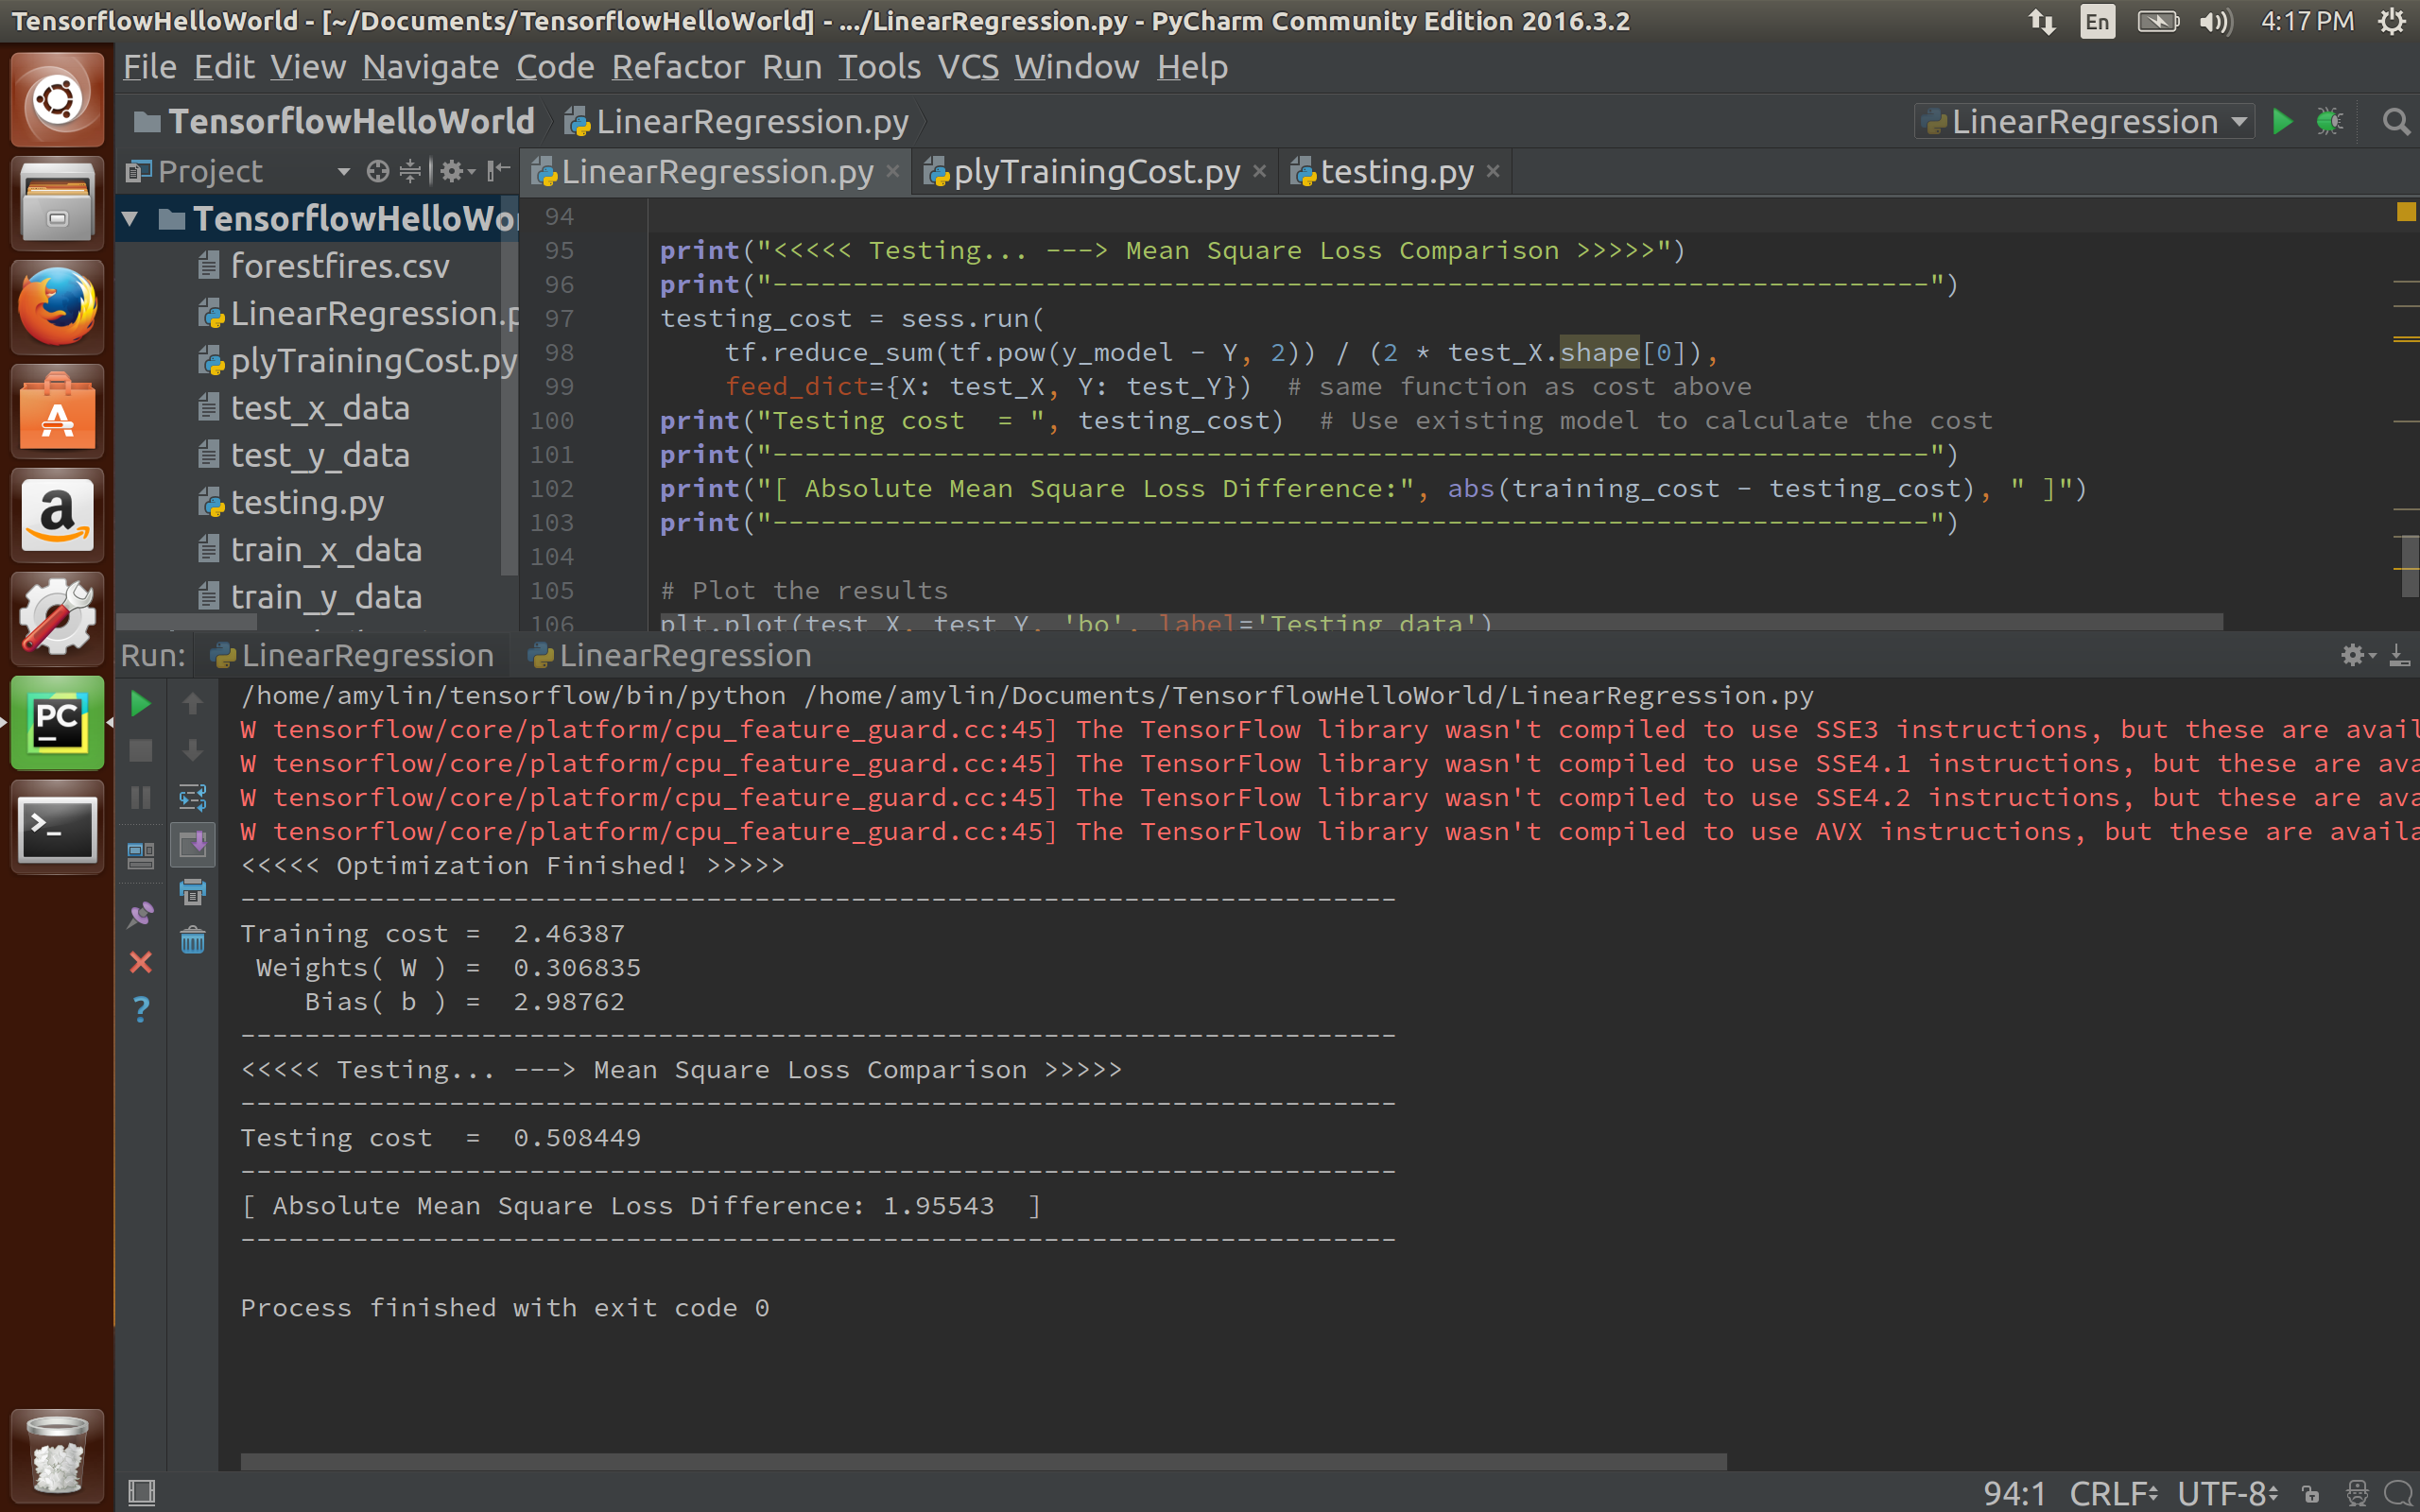 TensorflowHelloWorld - [~/Documents/TensorflowHelloWorld] - .../LinearRegression.py - PyCharm Community Edition 2016.3.2
En
4:17 PM
File Edit View Navigate Code Refactor Run Tools VCS Window Help
TensorflowHelloWorld
LinearRegression.py
LinearRegression
Project
LinearRegression.py
plyTrainingCost.py
testing.py
TensorflowHelloWo
forestfires.csv
LinearRegression.p
plyTrainingCost.py
test_x_data
test_y_data
testing.py
train_x_data
train_y_data
94
95 print("<<<<< Testing... ---> Mean Square Loss Comparison >>>>>")
96 print("------------------------------------------------------------------------")
97 testing_cost = sess.run(
98 tf.reduce_sum(tf.pow(y_model - Y, 2)) / (2 * test_X.shape[0]),
99 feed_dict={X: test_X, Y: test_Y})  # same function as cost above
100 print("Testing cost  = ", testing_cost)  # Use existing model to calculate the cost
101 print("------------------------------------------------------------------------")
102 print("[ Absolute Mean Square Loss Difference:", abs(training_cost - testing_cost), " ]")
103 print("------------------------------------------------------------------------")
104
105 # Plot the results
106 plt.plot(test_X, test_Y, 'bo', label='Testing data')
Run:
LinearRegression
LinearRegression
/home/amylin/tensorflow/bin/python /home/amylin/Documents/TensorflowHelloWorld/LinearRegression.py
W tensorflow/core/platform/cpu_feature_guard.cc:45] The TensorFlow library wasn't compiled to use SSE3 instructions, but these are avail
W tensorflow/core/platform/cpu_feature_guard.cc:45] The TensorFlow library wasn't compiled to use SSE4.1 instructions, but these are ava
W tensorflow/core/platform/cpu_feature_guard.cc:45] The TensorFlow library wasn't compiled to use SSE4.2 instructions, but these are ava
W tensorflow/core/platform/cpu_feature_guard.cc:45] The TensorFlow library wasn't compiled to use AVX instructions, but these are availa
<<<<< Optimization Finished! >>>>>
------------------------------------------------------------------------
Training cost =  2.46387
Weights( W ) =  0.306835
Bias( b ) =  2.98762
------------------------------------------------------------------------
<<<<< Testing... ---> Mean Square Loss Comparison >>>>>
------------------------------------------------------------------------
Testing cost  =  0.508449
------------------------------------------------------------------------
[ Absolute Mean Square Loss Difference: 1.95543  ]
------------------------------------------------------------------------
Process finished with exit code 0
PC
94:1 CRLF UTF-8